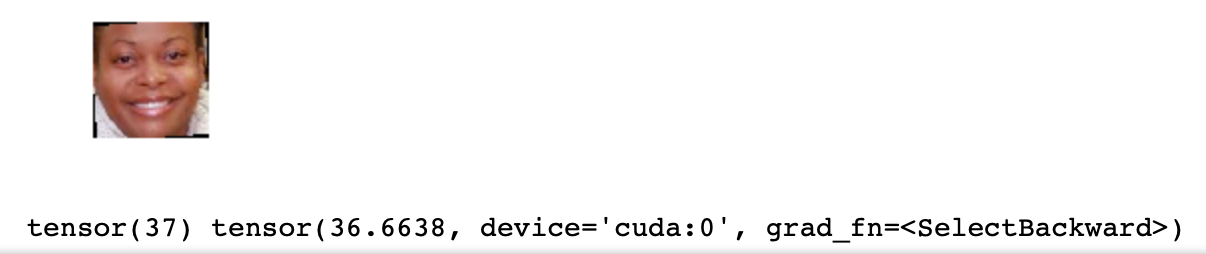 tensor(37) tensor(36.6638, device='cuda:0', grad_fn=<SelectBackward>)